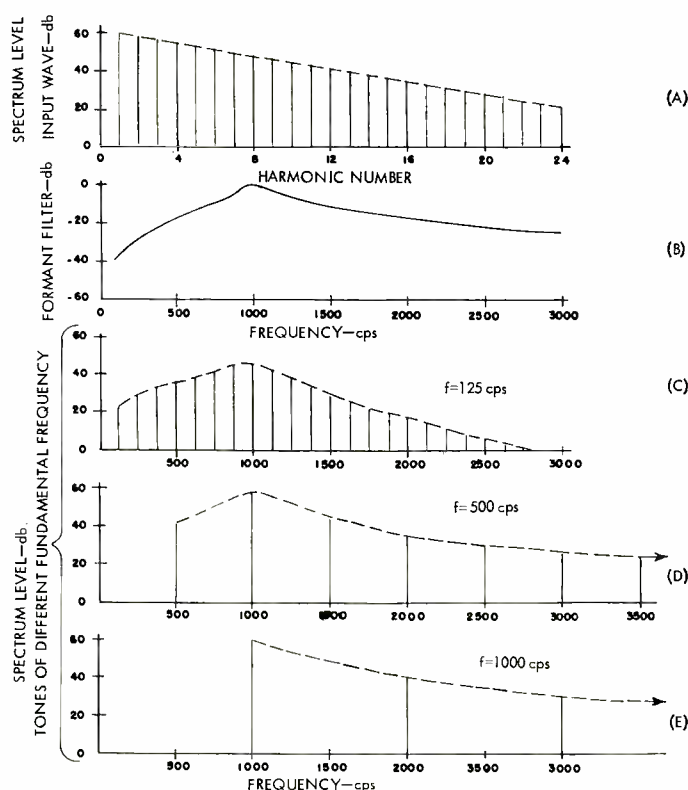 SPECTRUM LEVEL
INPUT WAVE—db
60
40
20
0
0 4 8 12 16 20 24
HARMONIC NUMBER
(A)
FORMANT FILTER—db
0
-20
-40
-60
0 500 1000 1500 2000 2500 3000
FREQUENCY—cps
(B)
SPECTRUM LEVEL—db.
TONES OF DIFFERENT FUNDAMENTAL FREQUENCY
60
40
20
0
f=125 cps
500 1000 1500 2000 2500 3000
(C)
60
40
20
0
f=500 cps
500 1000 2000 2500 3000 3500
(D)
60
40
20
0
f=1000 cps
500 1000 1500 2000 3500 3000 3500
FREQUENCY—cps
(E)